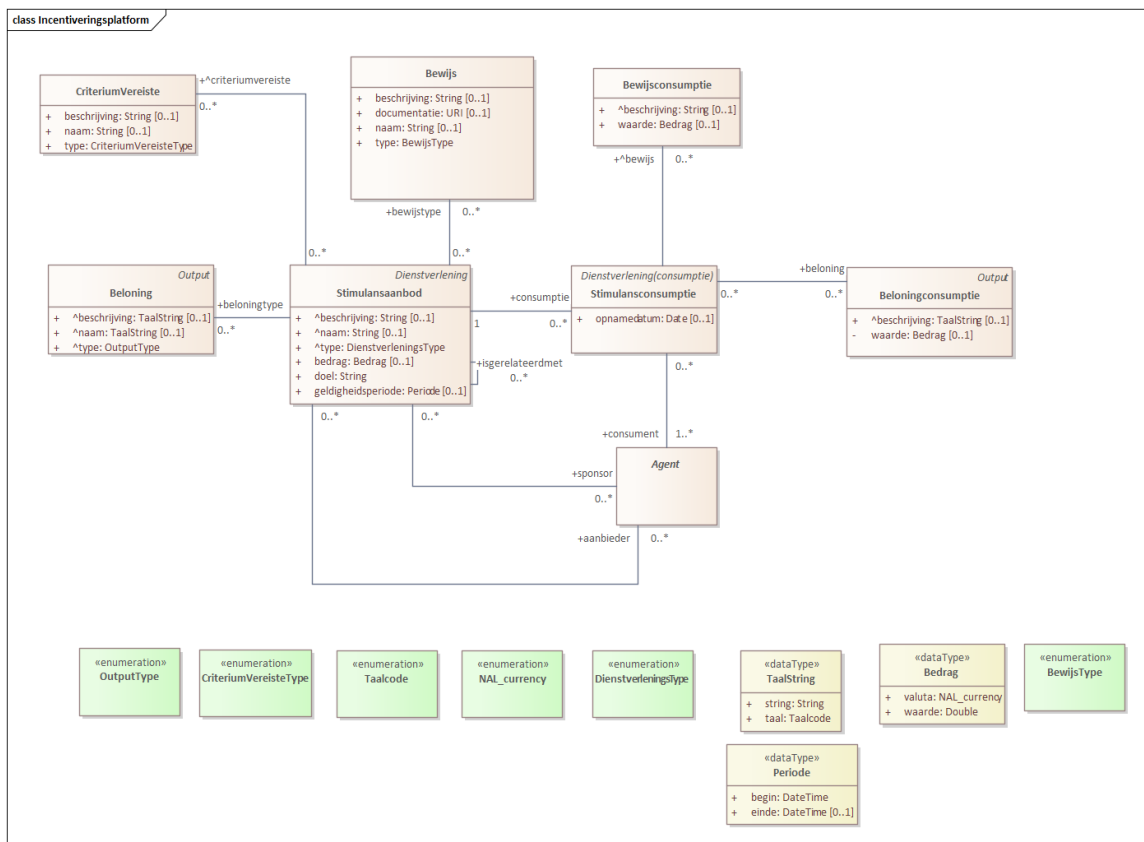 class Incentiveringsplatform
CriteriumVereiste
+ beschrijving: String [0..1]
+ naam: String [0..1]
+ type: CriteriumVereisteType
+^criteriumvereiste
0..*
0..*
Bewijs
+ beschrijving: String [0..1]
+ documentatie: URI [0..1]
+ naam: String [0..1]
+ type: BewijsType
+bewijstype
0..*
0..*
Bewijsconsumptie
+ ^beschrijving: String [0..1]
+ waarde: Bedrag [0..1]
+^bewijs
0..*
Output
Beloning
+ ^beschrijving: TaalString [0..1]
+ ^naam: TaalString [0..1]
+ ^type: OutputType
+beloningtype
0..*
Dienstverlening
Stimulansaanbod
+ ^beschrijving: String [0..1]
+ ^naam: String [0..1]
+ ^type: DienstverleningsType
+ bedrag: Bedrag [0..1]
+ doel: String
+ geldigheidsperiode: Periode [0..1]
+consumptie
1
0..*
+isgerelateerdmet
0..*
Dienstverlening(consumptie)
Stimulansconsumptie
+ opnamedatum: Date [0..1]
+beloning
0..*
0..*
Output
Beloningconsumptie
+ ^beschrijving: TaalString [0..1]
- waarde: Bedrag [0..1]
0..*
0..*
0..*
+consument
1..*
Agent
+sponsor
0..*
+aanbieder
0..*
«enumeration»
OutputType
«enumeration»
CriteriumVereisteType
«enumeration»
Taalcode
«enumeration»
NAL_currency
«enumeration»
DienstverleningsType
«dataType»
TaalString
+ string: String
+ taal: Taalcode
«dataType»
Bedrag
+ valuta: NAL_currency
+ waarde: Double
«enumeration»
BewijsType
«dataType»
Periode
+ begin: DateTime
+ einde: DateTime [0..1]